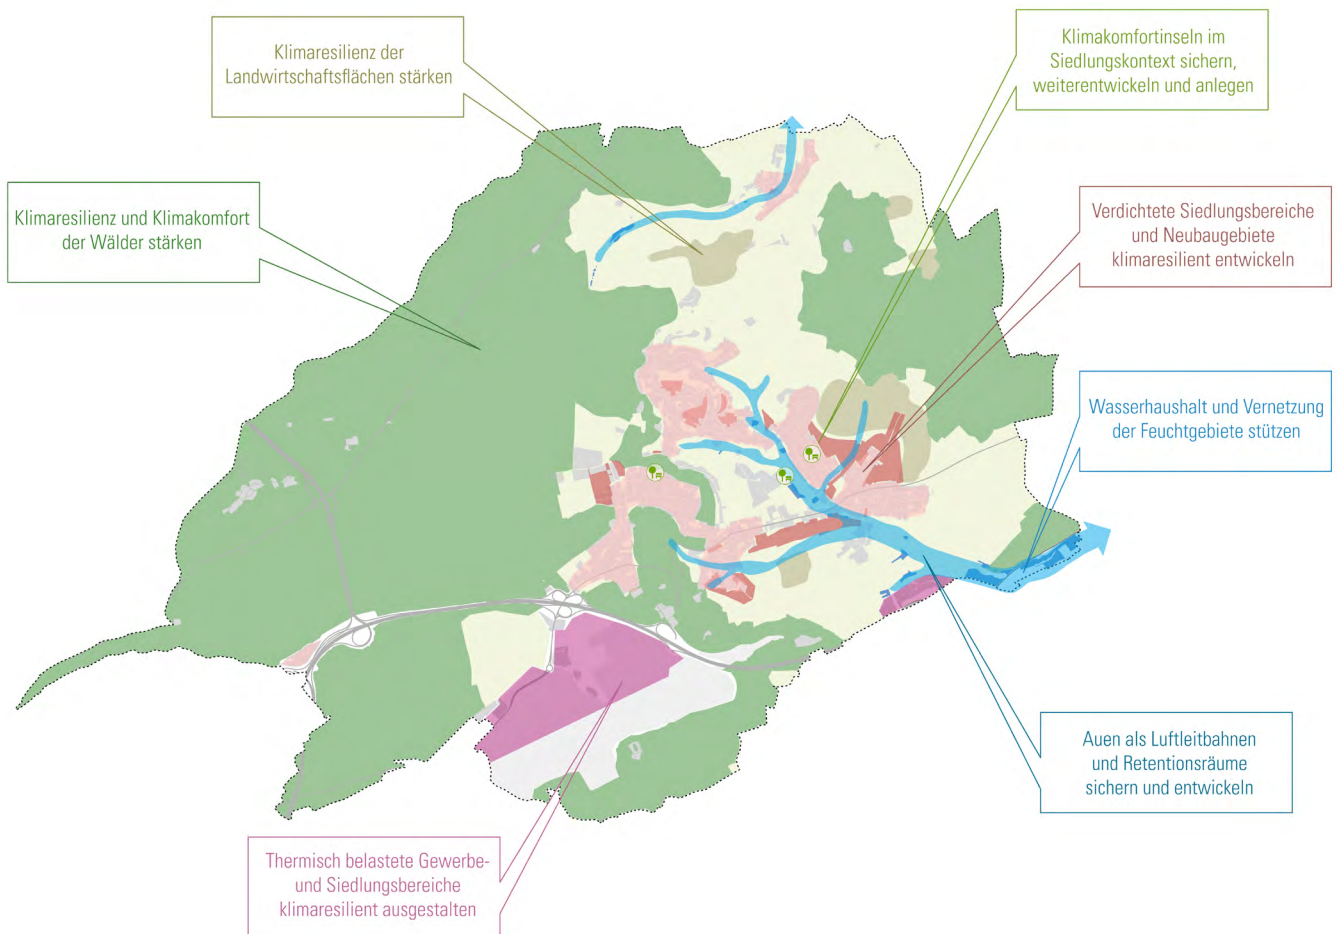 Klimaresilienz der
Landwirtschaftsflächen stärken
Klimakomfortinseln im
Siedlungskontext sichern,
weiterentwickeln und anlegen
Klimaresilienz und Klimakomfort
der Wälder stärken
Verdichtete Siedlungsbereiche
und Neubaugebiete
klimaresilient entwickeln
Wasserhaushalt und Vernetzung
der Feuchtgebiete stützen
Auen als Luftleitbahnen
und Retentionsräume
sichern und entwickeln
Thermisch belastete Gewerbe-
und Siedlungsbereiche
klimaresilient ausgestalten